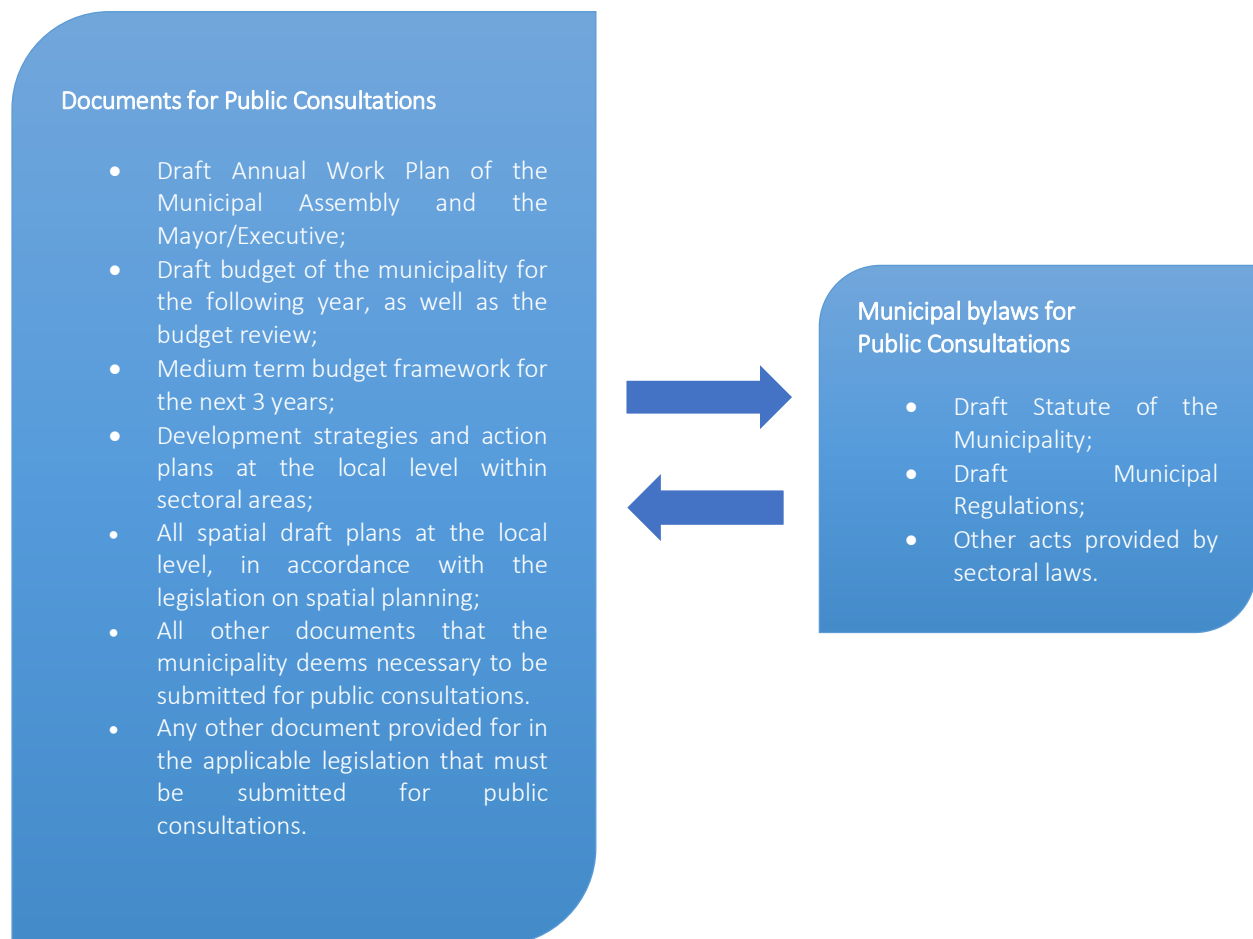 Documents for Public Consultations
● Draft Annual Work Plan of the
Municipal Assembly and the
Mayor/Executive;
● Draft budget of the municipality for
the following year, as well as the
budget review;
● Medium term budget framework for
the next 3 years;
● Development strategies and action
plans at the local level within
sectoral areas;
● All spatial draft plans at the local
level, in accordance with the
legislation on spatial planning;
● All other documents that the
municipality deems necessary to be
submitted for public consultations.
● Any other document provided for in
the applicable legislation that must
be submitted for public
consultations.
Municipal bylaws for
Public Consultations
● Draft Statute of the
Municipality;
● Draft Municipal
Regulations;
● Other acts provided by
sectoral laws.